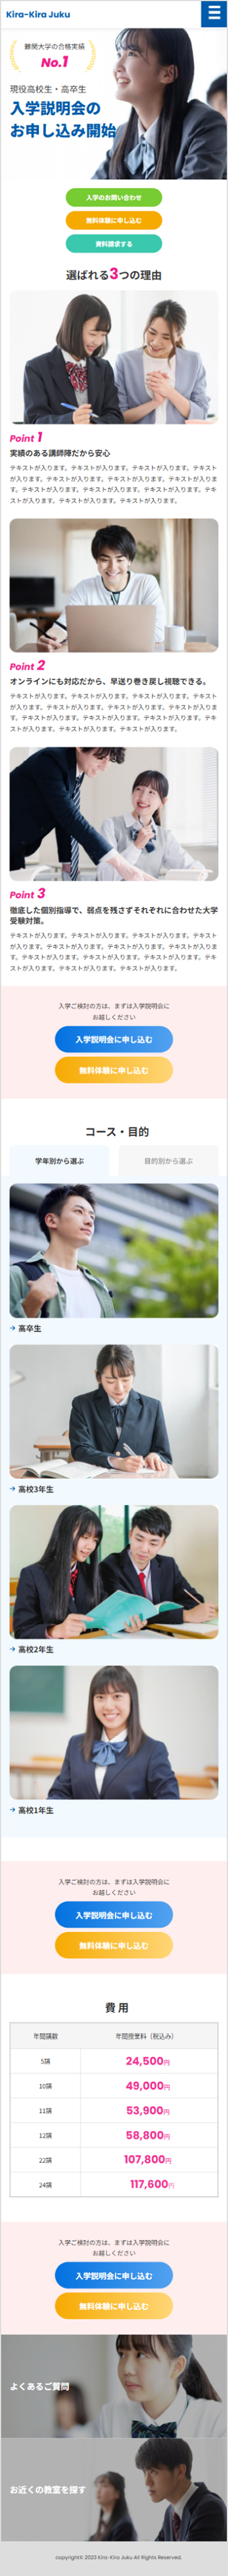 Kira-Kira Juku
難関大学の合格実績
No.1
現役高校生・高卒生
入学説明会の
お申し込み開始
入学のお問い合わせ
無料体験に申し込む
資料請求する
選ばれる3つの理由
Point 1
実績のある講師陣だから安心
テキストが入ります。テキストが入ります。テキストが入ります。テキスト
が入ります。テキストが入ります。テキストが入ります。テキストが入りま
す。テキストが入ります。テキストが入ります。テキストが入ります。テキ
ストが入ります。テキストが入ります。テキストが入ります。
Point 2
オンラインにも対応だから、早送り巻き戻し視聴できる。
テキストが入ります。テキストが入ります。テキストが入ります。テキスト
が入ります。テキストが入ります。テキストが入ります。テキストが入りま
す。テキストが入ります。テキストが入ります。テキストが入ります。テキ
ストが入ります。テキストが入ります。テキストが入ります。
Point 3
徹底した個別指導で、弱点を残さずそれぞれに合わせた大学
受験対策。
テキストが入ります。テキストが入ります。テキストが入ります。テキスト
が入ります。テキストが入ります。テキストが入ります。テキストが入りま
す。テキストが入ります。テキストが入ります。テキストが入ります。テキ
ストが入ります。テキストが入ります。テキストが入ります。
入学ご検討の方は、まずは入学説明会に
お越しください
入学説明会に申し込む
無料体験に申し込む
コース・目的
学年別から選ぶ
目的別から選ぶ
→ 高卒生
→ 高校3年生
→ 高校2年生
→ 高校1年生
入学ご検討の方は、まずは入学説明会に
お越しください
入学説明会に申し込む
無料体験に申し込む
費用
年間講数 年間授業料（税込み）
5講 24,500円
10講 49,000円
11講 53,900円
12講 58,800円
22講 107,800円
24講 117,600円
入学ご検討の方は、まずは入学説明会に
お越しください
入学説明会に申し込む
無料体験に申し込む
よくあるご質問
お近くの教室を探す
copyright© 2023 Kira-Kira Juku All Rights Reserved.